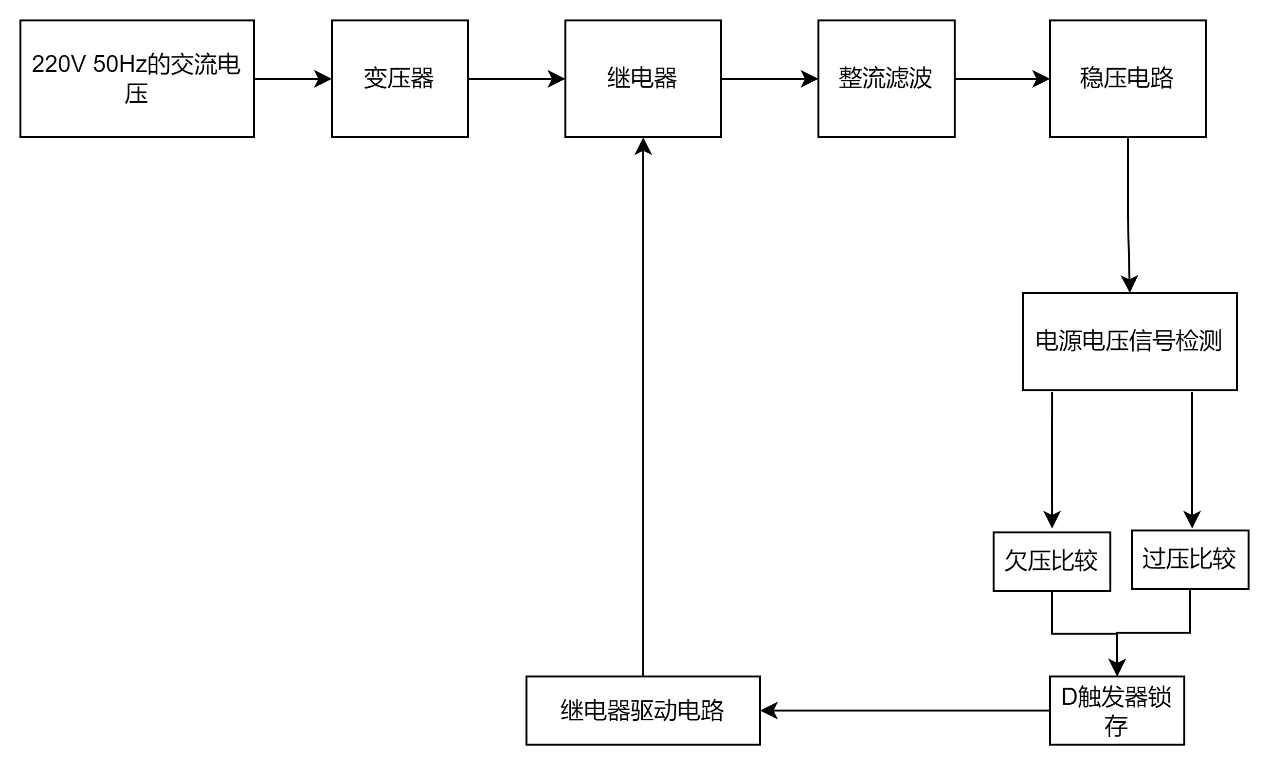 220V 50Hz的交流电
压
变压器
继电器
整流滤波
稳压电路
电源电压信号检测
欠压比较
过压比较
继电器驱动电路
D触发器锁
存